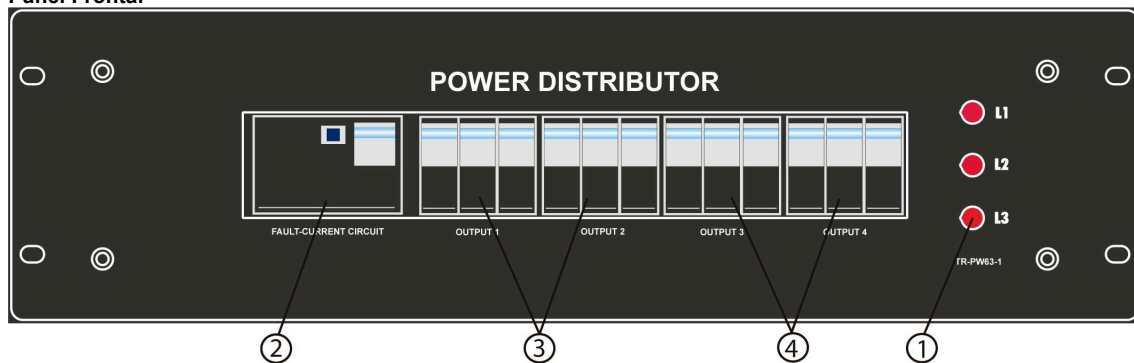 Panel Frontal
POWER DISTRIBUTOR
L1
L2
L3
FAULT-CURRENT CIRCUIT
OUTPUT 1
OUTPUT 2
OUTPUT 3
OUTPUT 4
TR-PW63-1
2
3
4
1